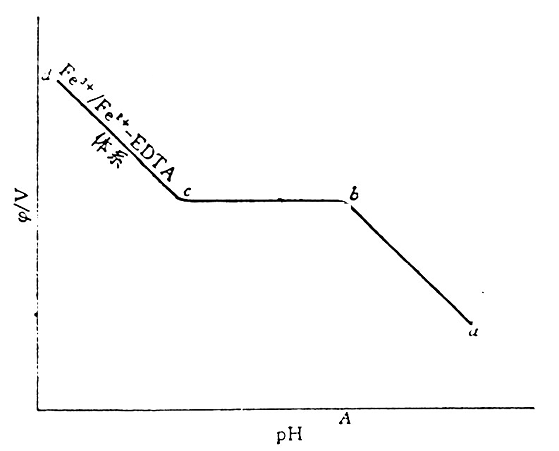 d
Fe³⁺/Fe²⁺-EDTA
体系
c
b
φ/V
a
A
pH